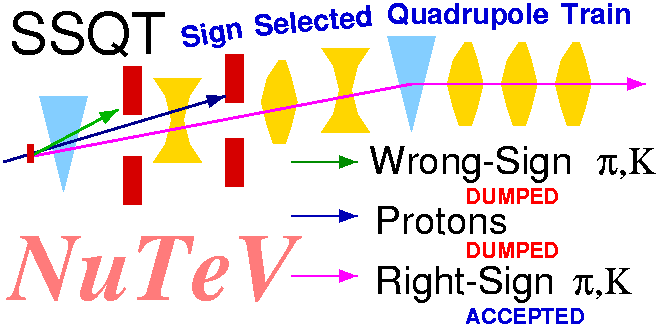 SSQT Sign Selected Quadrupole Train
Wrong-Sign π,K
DUMPED
Protons
DUMPED
NuTeV
Right-Sign π,K
ACCEPTED